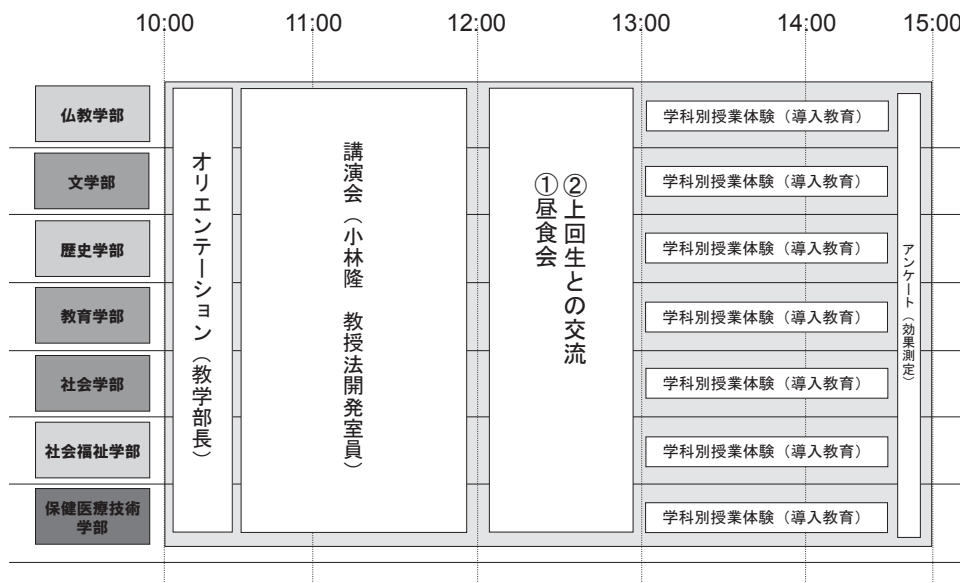 10:00 11:00 12:00 13:00 14:00 15:00
仏教学部
文学部
歴史学部
教育学部
社会学部
社会福祉学部
保健医療技術
学部
オリエンテーション（教学部長）
講演会（小林隆　教授法開発室員）
①昼食会
②上回生との交流
学科別授業体験（導入教育）
学科別授業体験（導入教育）
学科別授業体験（導入教育）
学科別授業体験（導入教育）
学科別授業体験（導入教育）
学科別授業体験（導入教育）
学科別授業体験（導入教育）
アンケート（効果測定）